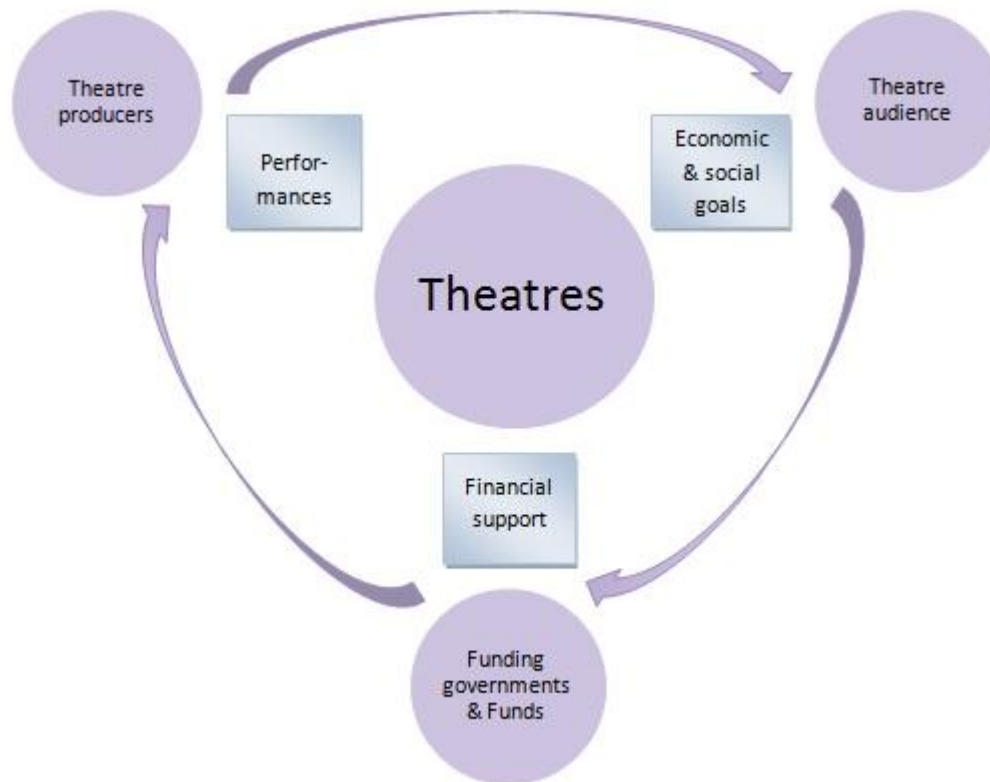 Theatre
producers
Theatre
audience
Perfor-
mances
Economic
& social
goals
Theatres
Financial
support
Funding
governments
& Funds